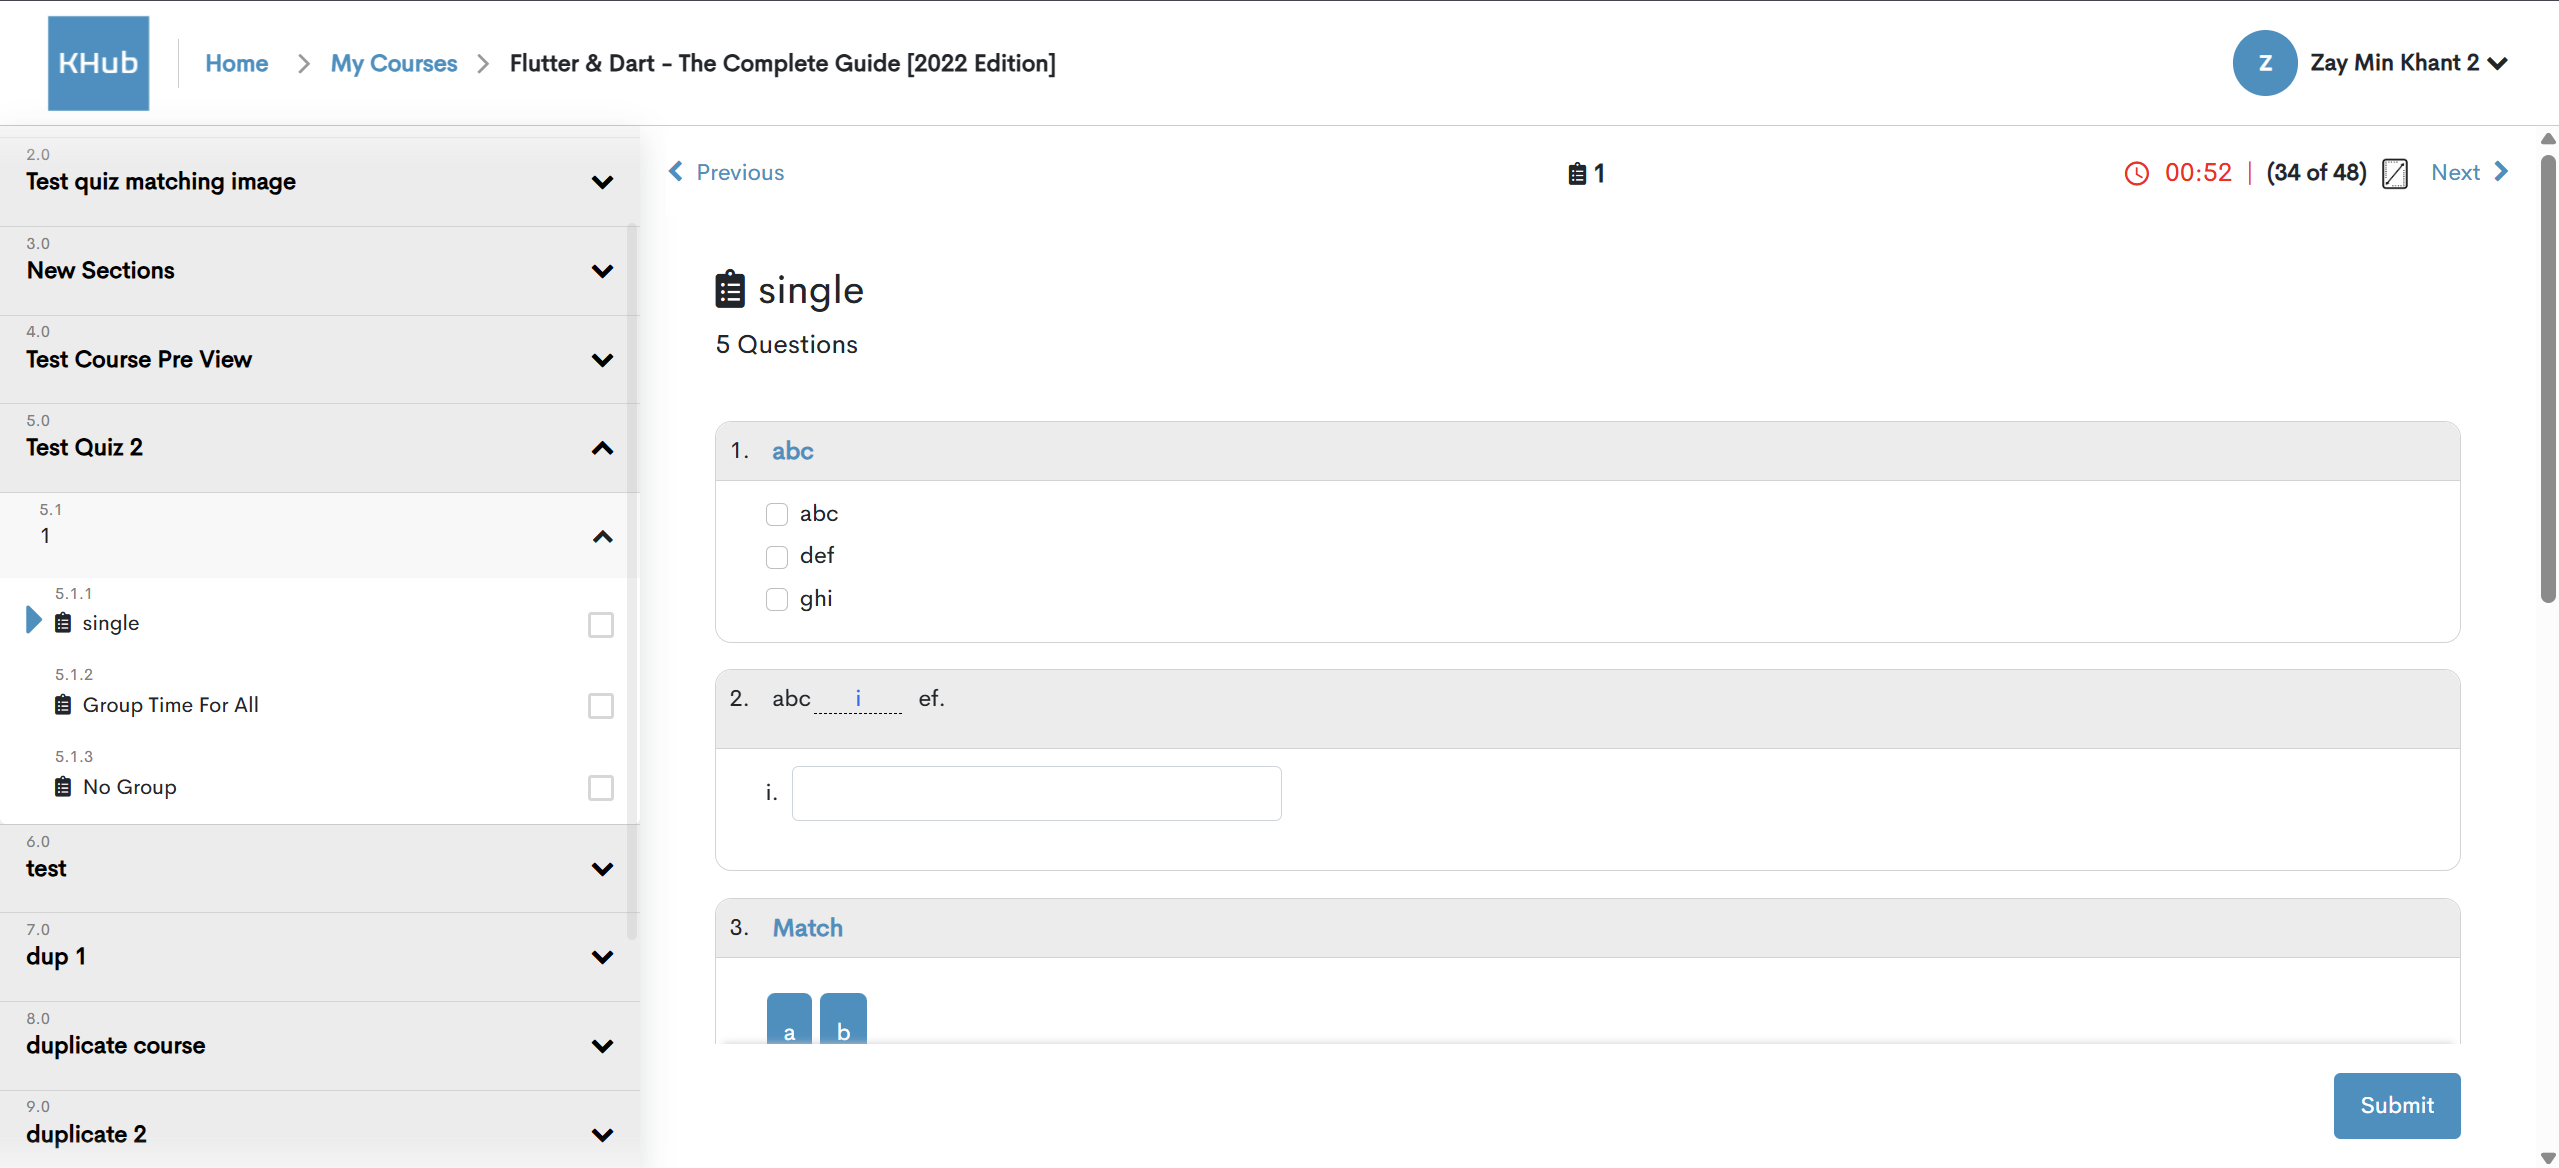 KHub
Home > My Courses > Flutter & Dart - The Complete Guide [2022 Edition]
Z
Zay Min Khant 2
2.0
Test quiz matching image
3.0
New Sections
4.0
Test Course Pre View
5.0
Test Quiz 2
5.1
1
5.1.1
single
5.1.2
Group Time For All
5.1.3
No Group
6.0
test
7.0
dup 1
8.0
duplicate course
9.0
duplicate 2
Previous
1
00:52 | (34 of 48)
Next
single
5 Questions
1. abc
abc
def
ghi
2. abc i ef.
i.
3. Match
a b
Submit